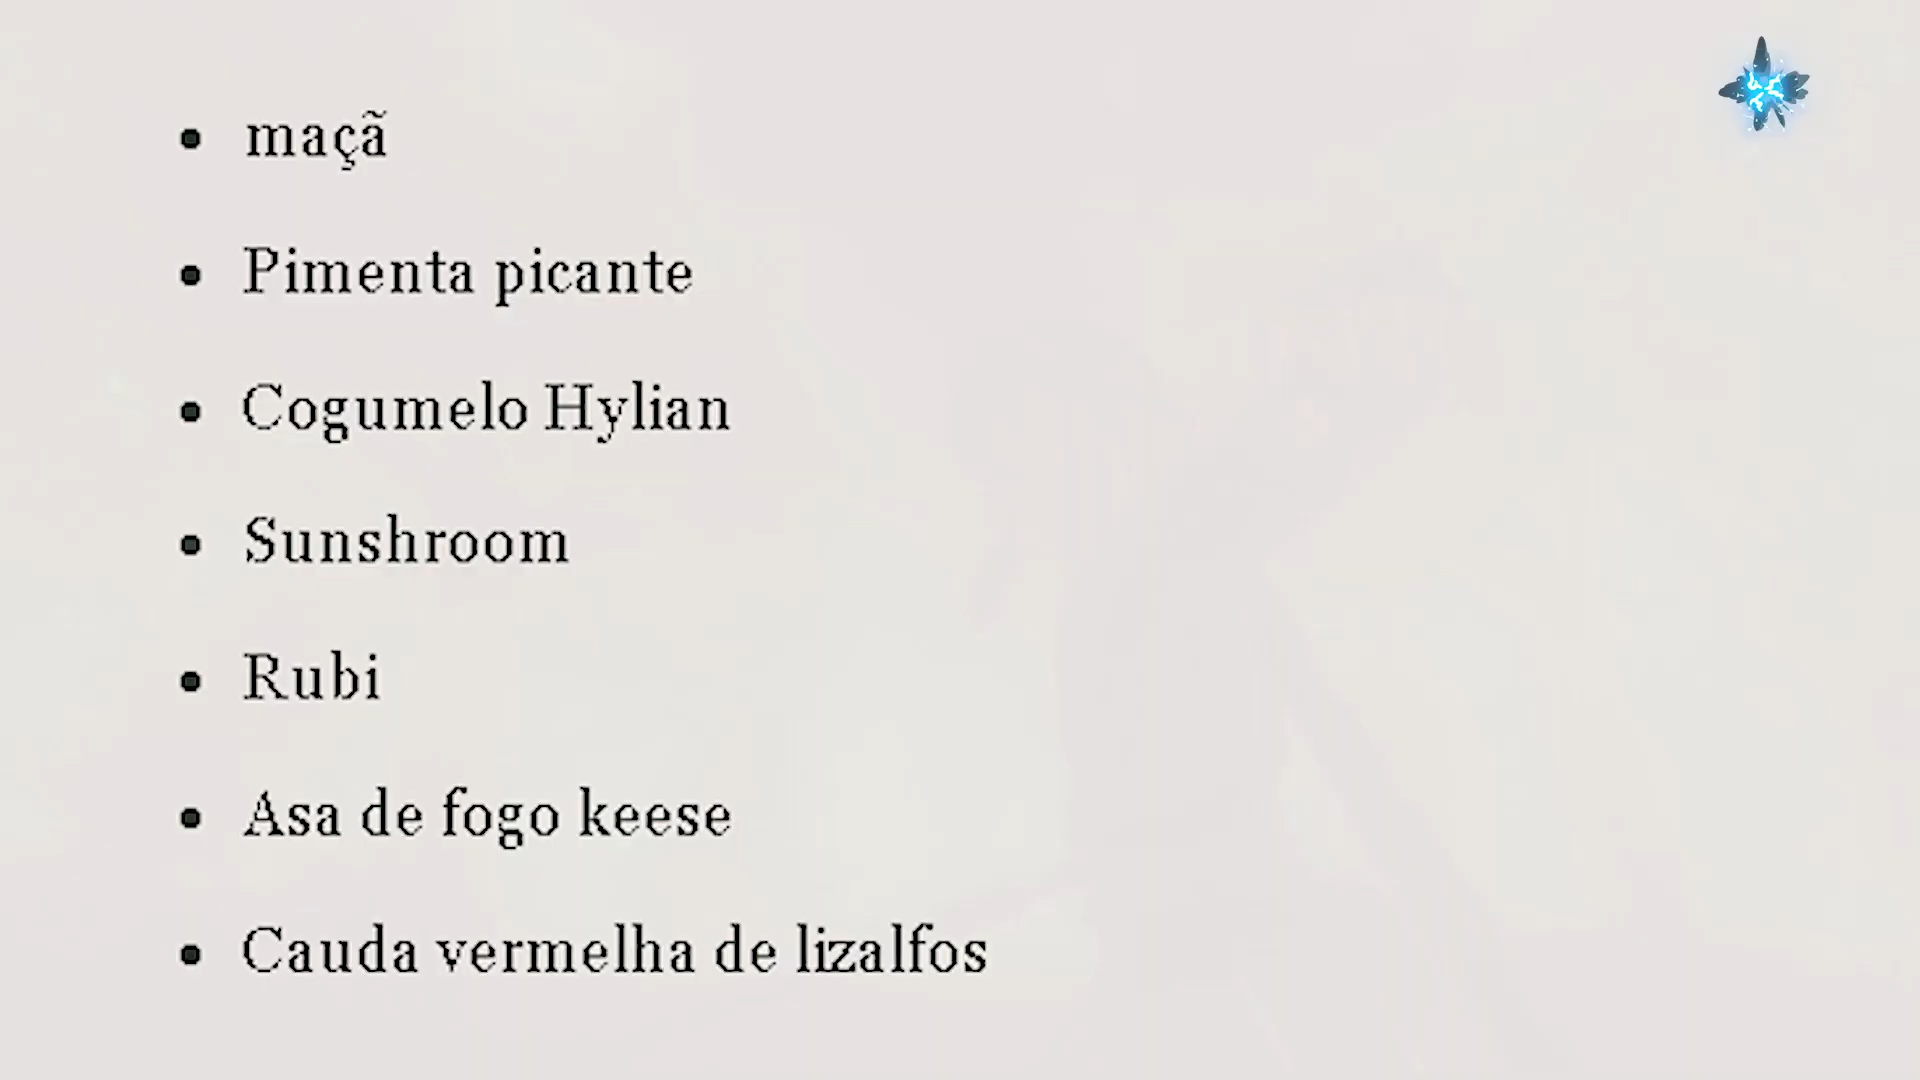 • maçã
• Pimenta picante
• Cogumelo Hylian
• Sunshroom
• Rubi
• Asa de fogo keese
• Cauda vermelha de lizalfos